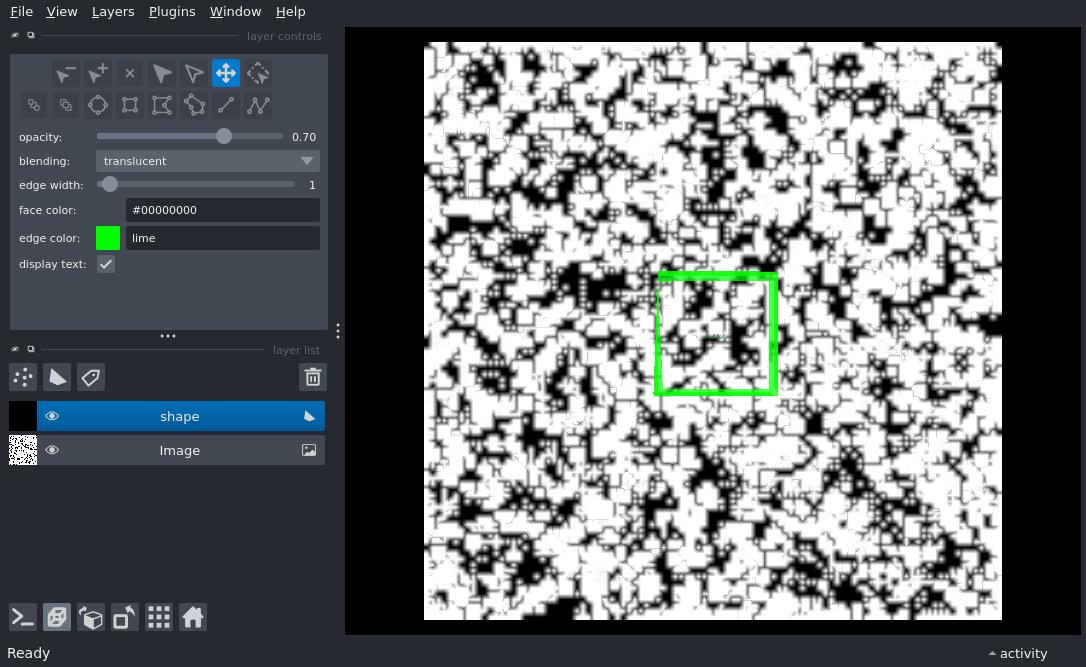 File View Layers Plugins Window Help
layer controls
opacity: 0.70
blending: translucent
edge width: 1
face color: #00000000
edge color: lime
display text:
layer list
shape
Image
Ready
activity